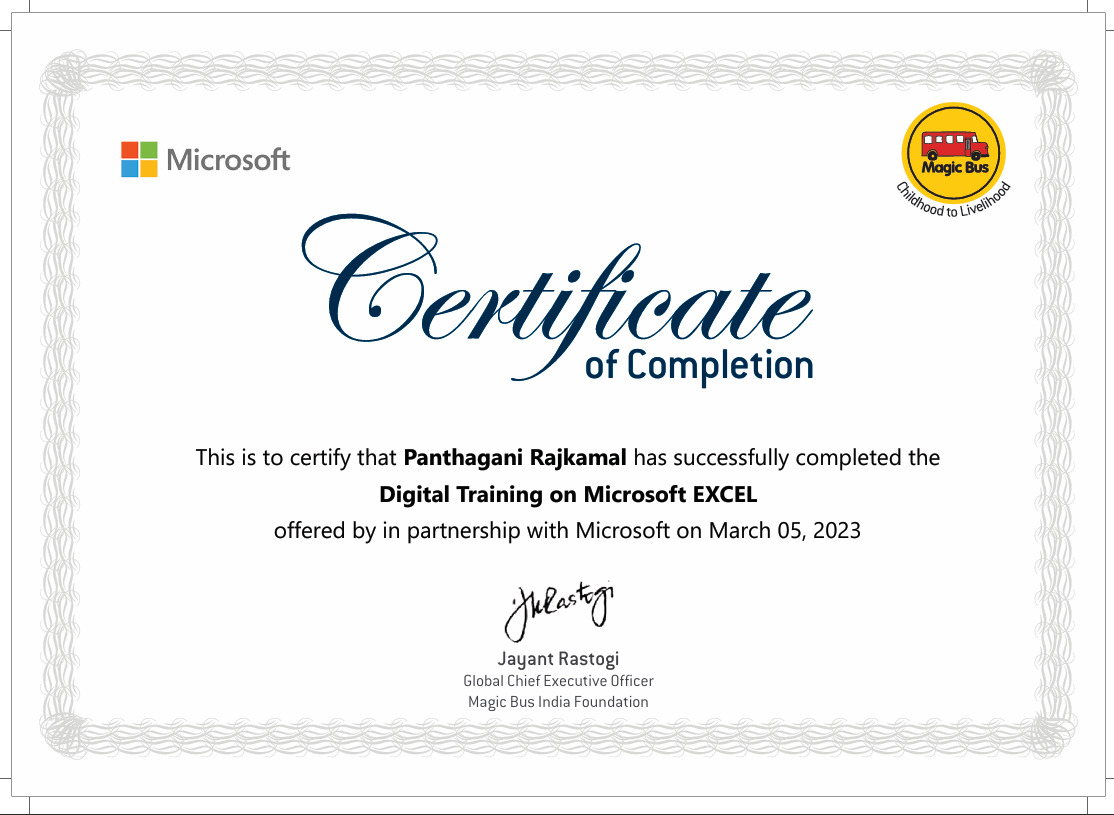 Microsoft
Magic Bus
Childhood to Livelihood
Certificate
of Completion
This is to certify that Panthagani Rajkamal has successfully completed the
Digital Training on Microsoft EXCEL
offered by in partnership with Microsoft on March 05, 2023
JKRastogi
Jayant Rastogi
Global Chief Executive Officer
Magic Bus India Foundation